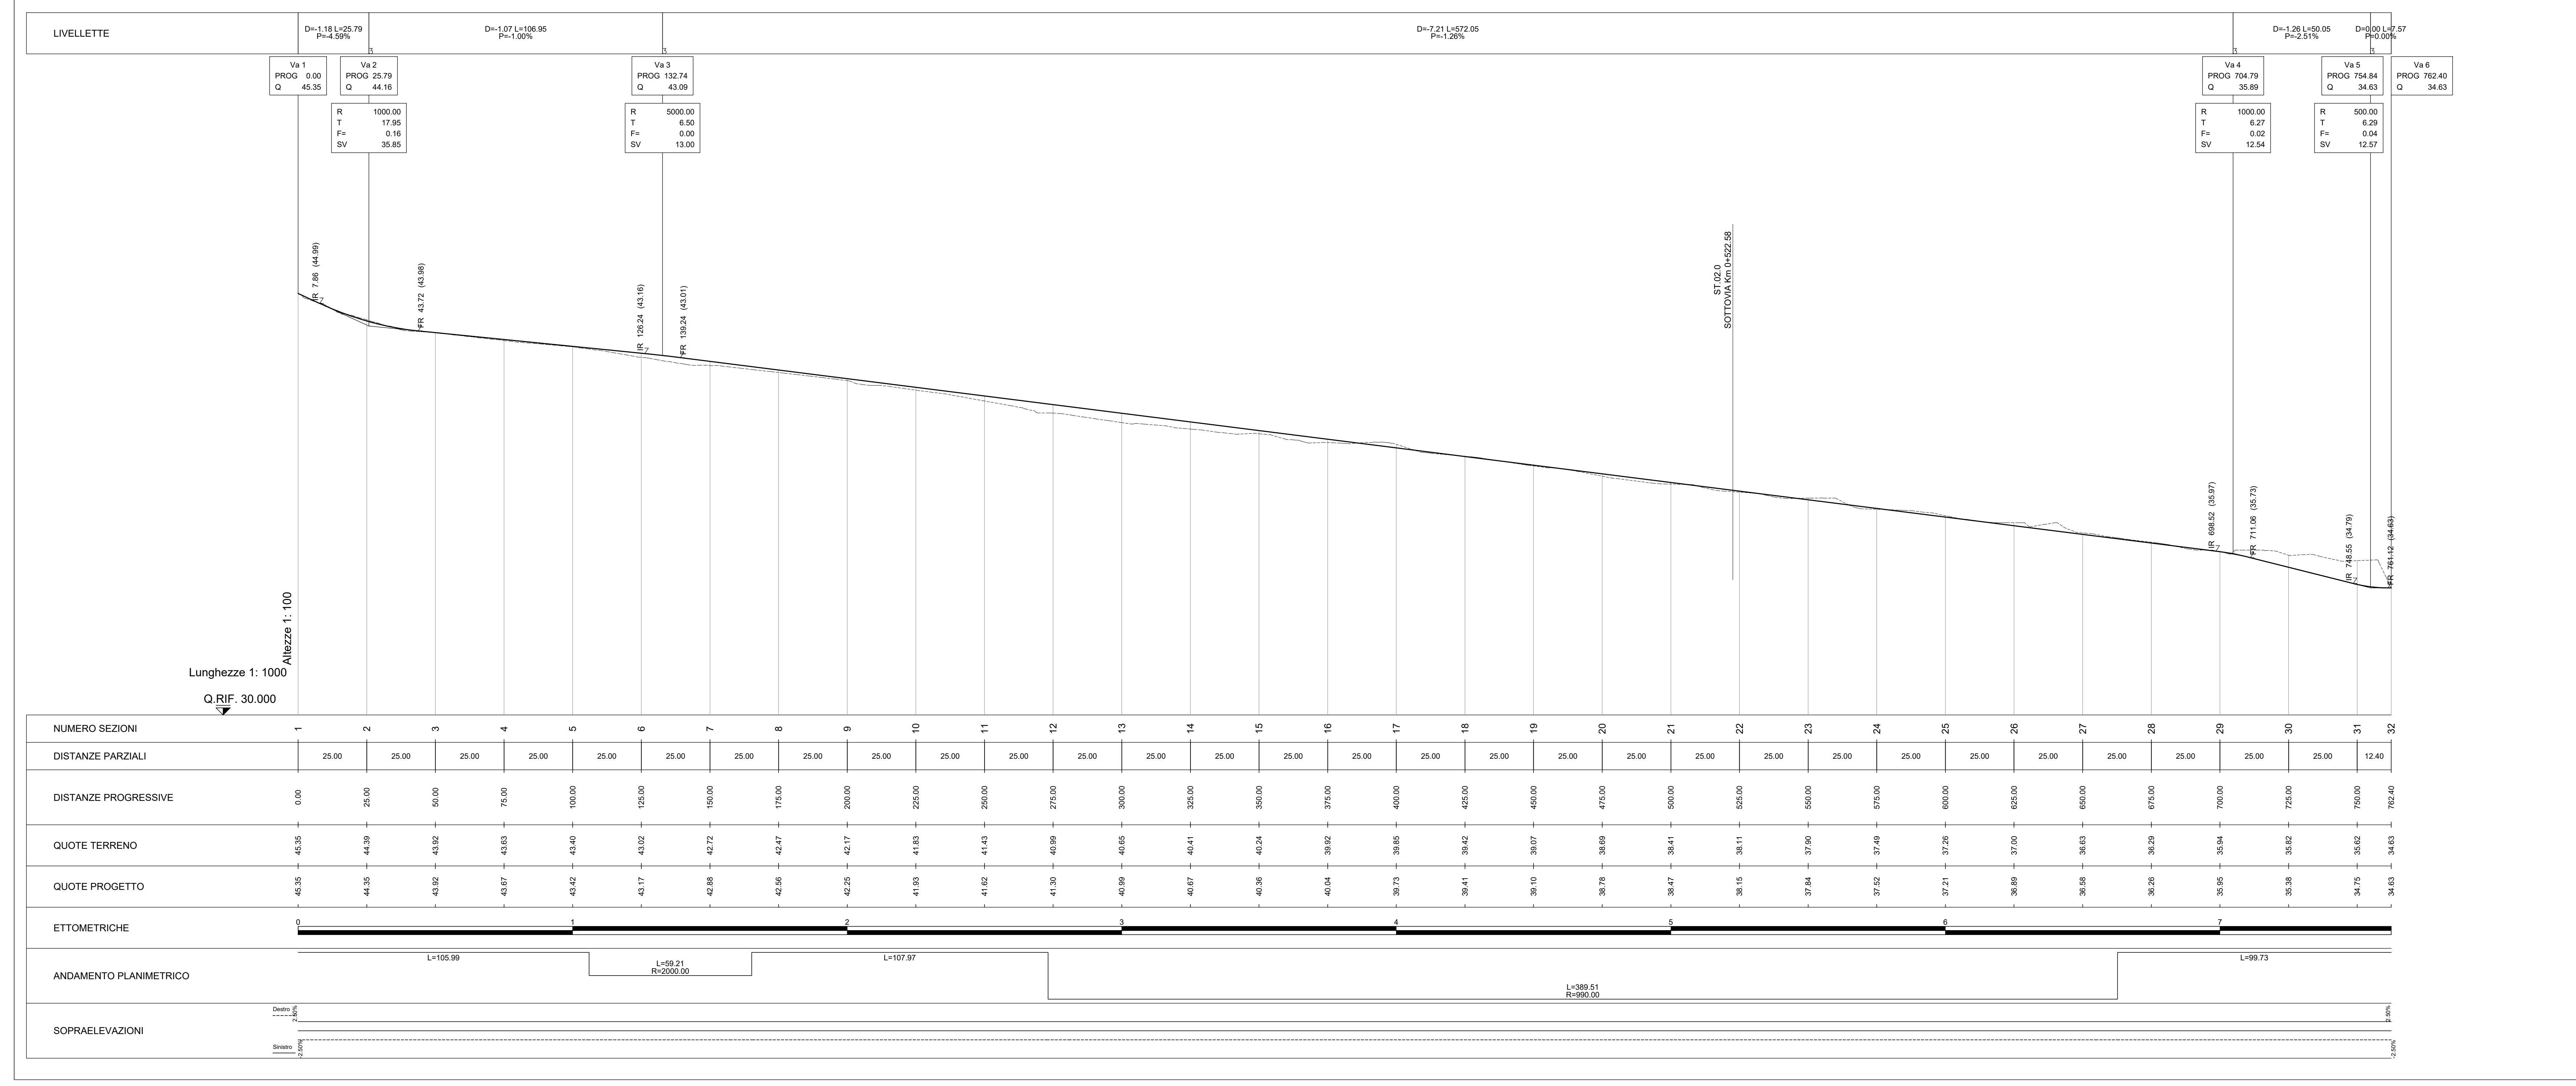 LIVELLETTE
D=-1.18 L=25.79
P=-4.59%
D=-1.07 L=106.95
P=-1.00%
D=-7.21 L=572.05
P=-1.26%
D=-1.26 L=50.05
P=-2.51%
D=0.00 L=7.57
P=0.00%
3
3
3
3
Va 1
PROG 0.00
Q 45.35
Va 2
PROG 25.79
Q 44.16
R 1000.00
T 17.95
F= 0.16
SV 35.85
Va 3
PROG 132.74
Q 43.09
R 5000.00
T 6.50
F= 0.00
SV 13.00
Va 4
PROG 704.79
Q 35.89
R 1000.00
T 6.27
F= 0.02
SV 12.54
Va 5
PROG 754.84
Q 34.63
R 500.00
T 6.29
F= 0.04
SV 12.57
Va 6
PROG 762.40
Q 34.63
IR 7.86 (44.99)
FR 43.72 (43.98)
IR 126.24 (43.16)
FR 139.24 (43.01)
ST.02.0
SOTTOVIA Km 0+522.58
IR 698.52 (35.97)
FR 711.06 (35.73)
IR 748.55 (34.79)
FR 761.12 (34.63)
Altezze 1: 100
Lunghezze 1: 1000
Q.RIF. 30.000
NUMERO SEZIONI
1 2 3 4 5 6 7 8 9 10 11 12 13 14 15 16 17 18 19 20 21 22 23 24 25 26 27 28 29 30 31 32
DISTANZE PARZIALI
25.00 25.00 25.00 25.00 25.00 25.00 25.00 25.00 25.00 25.00 25.00 25.00 25.00 25.00 25.00 25.00 25.00 25.00 25.00 25.00 25.00 25.00 25.00 25.00 25.00 25.00 25.00 25.00 25.00 25.00 12.40
DISTANZE PROGRESSIVE
0.00 25.00 50.00 75.00 100.00 125.00 150.00 175.00 200.00 225.00 250.00 275.00 300.00 325.00 350.00 375.00 400.00 425.00 450.00 475.00 500.00 525.00 550.00 575.00 600.00 625.00 650.00 675.00 700.00 725.00 750.00 762.40
QUOTE TERRENO
45.35 44.39 43.92 43.63 43.40 43.02 42.72 42.47 42.17 41.83 41.43 40.99 40.65 40.41 40.24 39.92 39.85 39.42 39.07 38.69 38.41 38.11 37.90 37.49 37.26 37.00 36.63 36.29 35.94 35.82 35.62 34.63
QUOTE PROGETTO
45.35 44.35 43.92 43.67 43.42 43.17 42.88 42.56 42.25 41.93 41.62 41.30 40.99 40.67 40.36 40.04 39.73 39.41 39.10 38.78 38.47 38.15 37.84 37.52 37.21 36.89 36.58 36.26 35.95 35.38 34.75 34.63
ETTOMETRICHE
0 1 2 3 4 5 6 7
ANDAMENTO PLANIMETRICO
L=105.99
L=59.21
R=2000.00
L=107.97
L=389.51
R=990.00
L=99.73
SOPRAELEVAZIONI
Destro
2.50%
2.50%
Sinistro
-2.50%
-2.50%